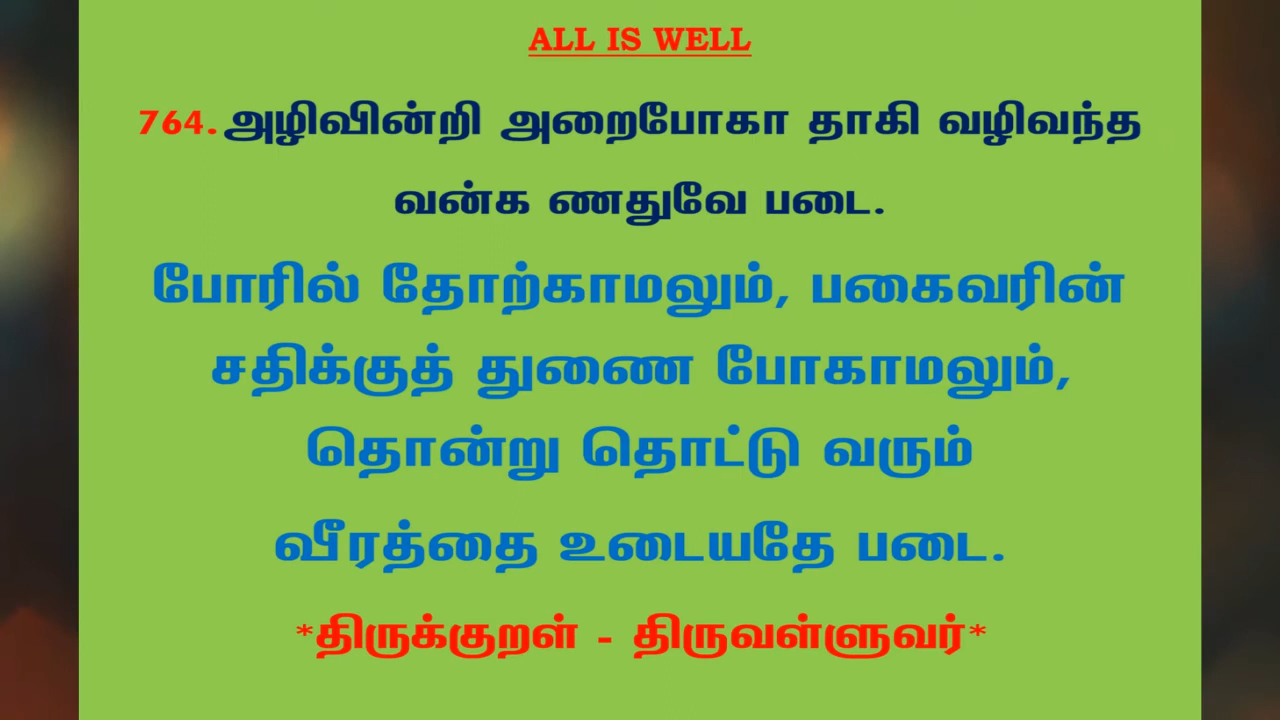 ALL IS WELL
764. அழிவின்றி அறைபோகா தாகி வழிவந்த
வன்க ணதுவே படை.
போரில் தோற்காமலும், பகைவரின்
சதிக்குத் துணை போகாமலும்,
தொன்று தொட்டு வரும்
வீரத்தை உடையதே படை.
*திருக்குறள் - திருவள்ளுவர்*